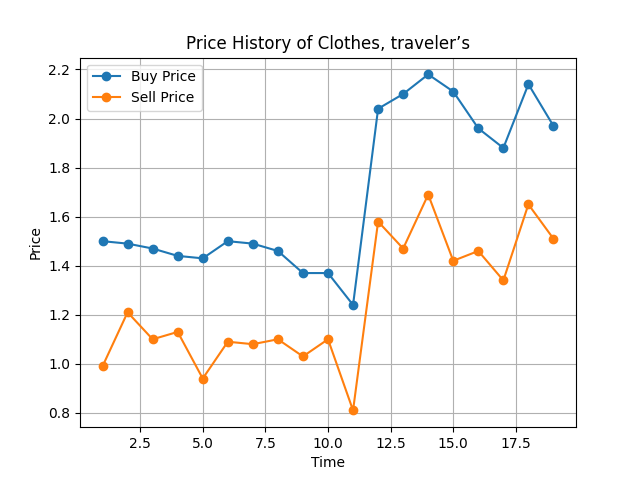 Price History of Clothes, traveler’s
Buy Price
Sell Price
2.2
2.0
1.8
1.6
1.4
1.2
1.0
0.8
Price
2.5 5.0 7.5 10.0 12.5 15.0 17.5
Time